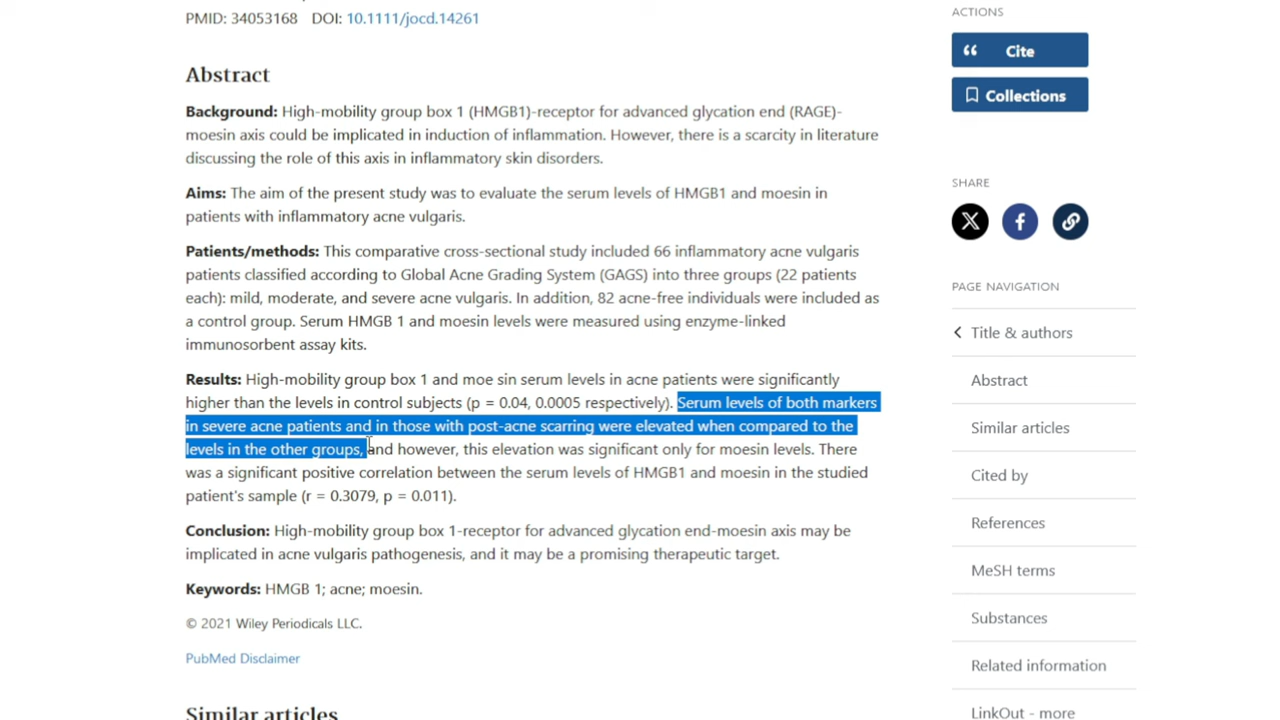 PMID: 34053168 DOI: 10.1111/jocd.14261
Abstract
Background: High-mobility group box 1 (HMGB1)-receptor for advanced glycation end (RAGE)-
moesin axis could be implicated in induction of inflammation. However, there is a scarcity in literature
discussing the role of this axis in inflammatory skin disorders.
Aims: The aim of the present study was to evaluate the serum levels of HMGB1 and moesin in
patients with inflammatory acne vulgaris.
Patients/methods: This comparative cross-sectional study included 66 inflammatory acne vulgaris
patients classified according to Global Acne Grading System (GAGS) into three groups (22 patients
each): mild, moderate, and severe acne vulgaris. In addition, 82 acne-free individuals were included as
a control group. Serum HMGB 1 and moesin levels were measured using enzyme-linked
immunosorbent assay kits.
Results: High-mobility group box 1 and moe sin serum levels in acne patients were significantly
higher than the levels in control subjects (p = 0.04, 0.0005 respectively). Serum levels of both markers
in severe acne patients and in those with post-acne scarring were elevated when compared to the
levels in the other groups, and however, this elevation was significant only for moesin levels. There
was a significant positive correlation between the serum levels of HMGB1 and moesin in the studied
patient's sample (r = 0.3079, p = 0.011).
Conclusion: High-mobility group box 1-receptor for advanced glycation end-moesin axis may be
implicated in acne vulgaris pathogenesis, and it may be a promising therapeutic target.
Keywords: HMGB 1; acne; moesin.
© 2021 Wiley Periodicals LLC.
PubMed Disclaimer
Similar articles
ACTIONS
Cite
Collections
SHARE
PAGE NAVIGATION
Title & authors
Abstract
Similar articles
Cited by
References
MeSH terms
Substances
Related information
LinkOut - more